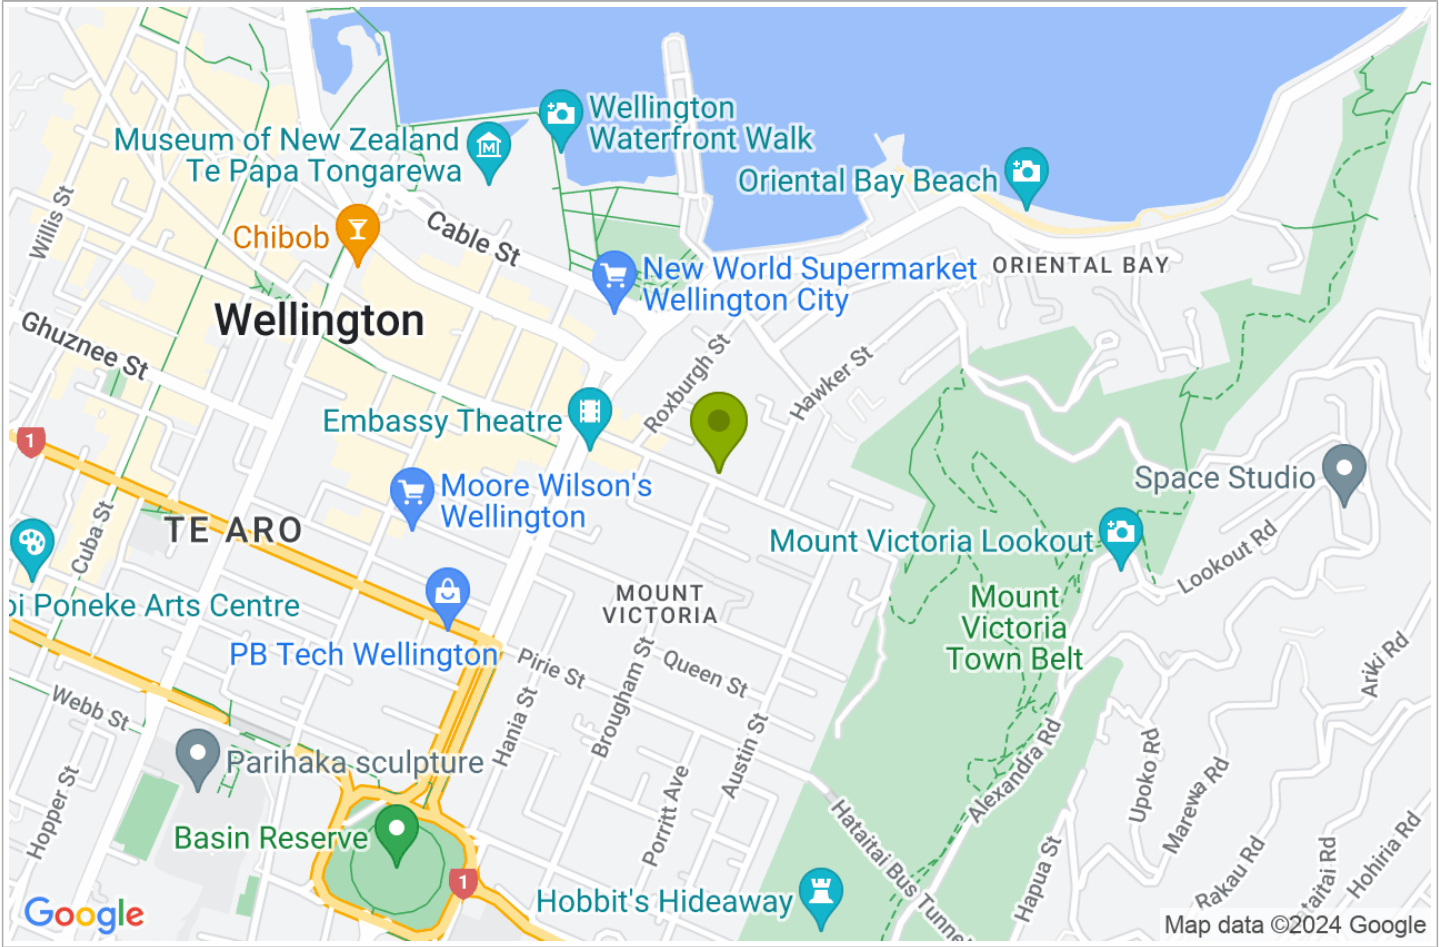 Wellington
Waterfront Walk
Museum of New Zealand
Te Papa Tongarewa
Oriental Bay Beach
Willis St
Chibob
Cable St
New World Supermarket
Wellington City
ORIENTAL BAY
Wellington
Ghuznee St
Roxburgh St
Hawker St
Embassy Theatre
1
Moore Wilson's
Wellington
Space Studio
TE ARO
Cuba St
Mount Victoria Lookout
Lookout Rd
MOUNT
VICTORIA
Mount
Victoria
Town Belt
oi Poneke Arts Centre
PB Tech Wellington
Pirie St
Queen St
Brougham St
Ariki Rd
Webb St
Hania St
Austin St
Parihaka sculpture
Alexandra Rd
Upoko Rd
Marewa Rd
Hopper St
Porritt Ave
Basin Reserve
Hataitai Bus Tunnel
Hapua St
Rakau Rd
taitai Rd
Hohiria Rd
1
Hobbit's Hideaway
Google
Map data ©2024 Google